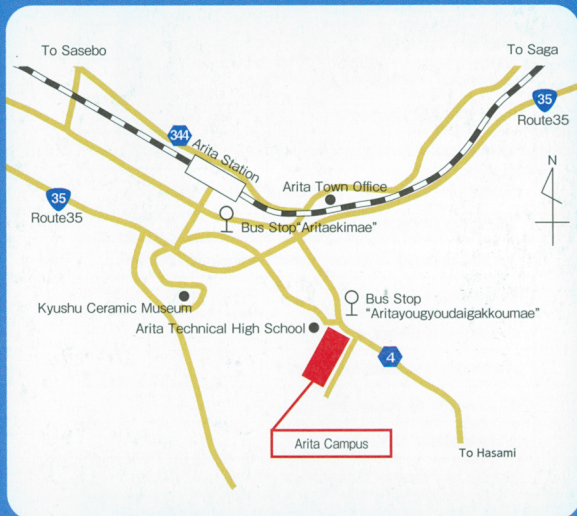 To Sasebo
To Saga
35
Route35
344
Arita Station
N
Arita Town Office
35
Route35
Bus Stop"Aritaekimae"
Kyushu Ceramic Museum
Bus Stop
"Aritayougyoudaigakkoumae"
Arita Technical High School
4
Arita Campus
To Hasami